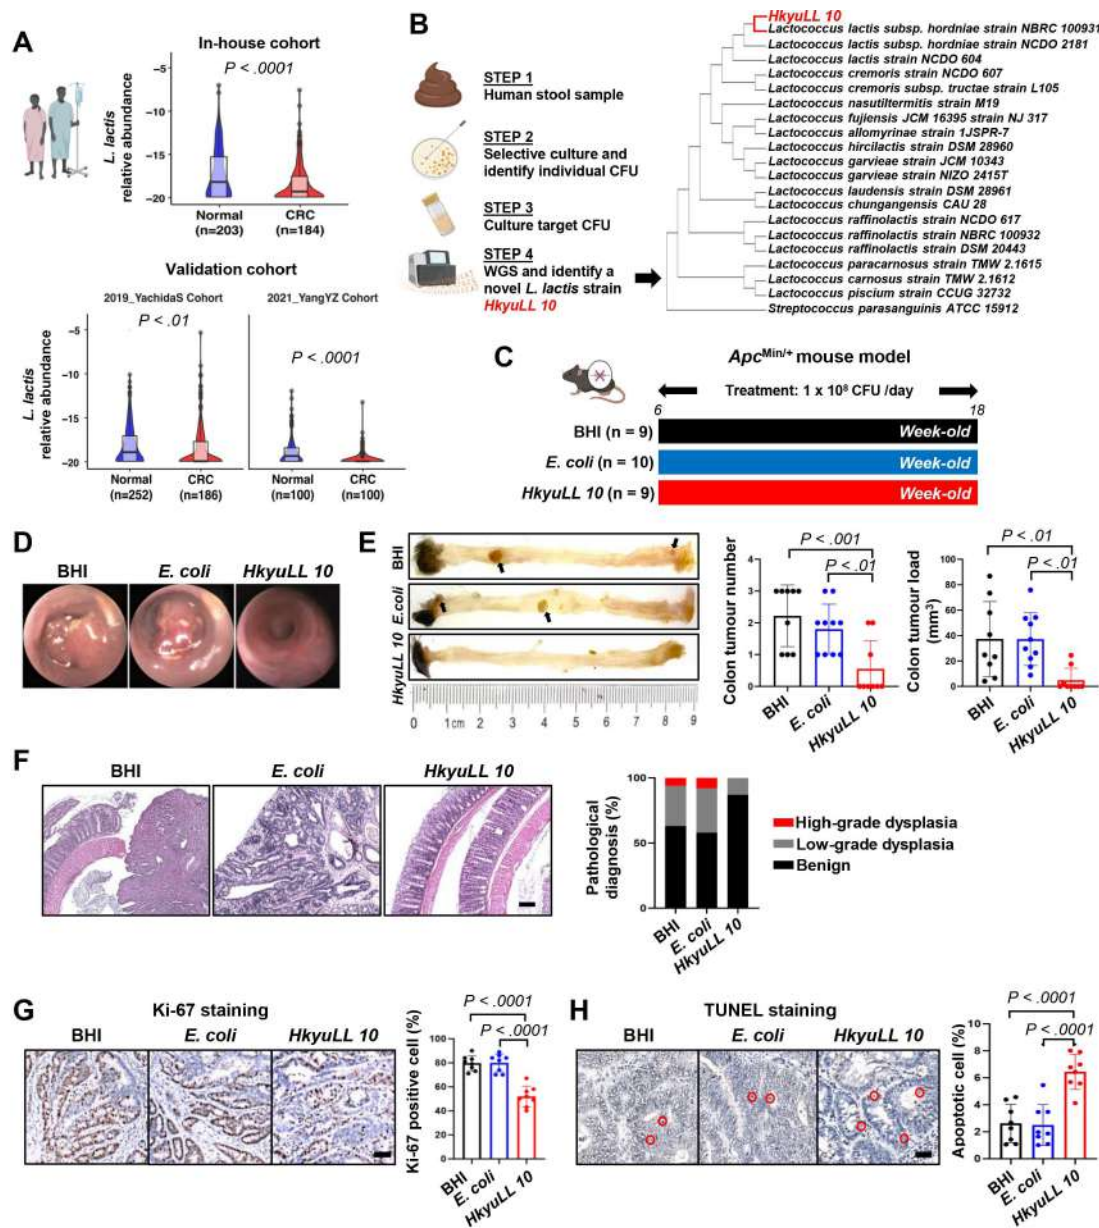 A
In-house cohort
P < .0001
L. lactis
relative abundance
−5
−10
−15
−20
Normal
(n=203)
CRC
(n=184)
Validation cohort
2019_YachidaS Cohort
2021_YangYZ Cohort
P < .01
P < .0001
L. lactis
relative abundance
−5
−10
−15
−20
Normal
(n=252)
CRC
(n=186)
Normal
(n=100)
CRC
(n=100)
B
STEP 1
Human stool sample
STEP 2
Selective culture and
identify individual CFU
STEP 3
Culture target CFU
STEP 4
WGS and identify a
novel L. lactis strain
HkyuLL 10
HkyuLL 10
Lactococcus lactis subsp. hordniae strain NBRC 100931
Lactococcus lactis subsp. hordniae strain NCDO 2181
Lactococcus lactis strain NCDO 604
Lactococcus cremoris strain NCDO 607
Lactococcus cremoris subsp. tructae strain L105
Lactococcus nasutitermitis strain M19
Lactococcus fujiensis JCM 16395 strain NJ 317
Lactococcus allomyrinae strain 1JSPR-7
Lactococcus hircilactis strain DSM 28960
Lactococcus garvieae strain JCM 10343
Lactococcus garvieae strain NIZO 2415T
Lactococcus laudensis strain DSM 28961
Lactococcus chungangensis CAU 28
Lactococcus raffinolactis strain NCDO 617
Lactococcus raffinolactis strain NBRC 100932
Lactococcus raffinolactis strain DSM 20443
Lactococcus paracarnosus strain TMW 2.1615
Lactococcus carnosus strain TMW 2.1612
Lactococcus piscium strain CCUG 32732
Streptococcus parasanguinis ATCC 15912
C
Apc^Min/+ mouse model
Treatment: 1 x 10⁸ CFU /day
6
18
BHI (n = 9)
Week-old
E. coli (n = 10)
Week-old
HkyuLL 10 (n = 9)
Week-old
D
BHI
E. coli
HkyuLL 10
E
BHI
E.coli
HkyuLL 10
0 1cm 2 3 4 5 6 7 8 9
Colon tumour number
P < .001
P < .01
4
3
2
1
0
BHI
E. coli
HkyuLL 10
Colon tumour load
(mm³)
P < .01
P < .01
100
80
60
40
20
0
BHI
E. coli
HkyuLL 10
F
BHI
E. coli
HkyuLL 10
Pathological
diagnosis (%)
100
50
0
BHI
E. coli
HkyuLL 10
High-grade dysplasia
Low-grade dysplasia
Benign
G
Ki-67 staining
BHI
E. coli
HkyuLL 10
Ki-67 positive cell (%)
P < .0001
P < .0001
100
80
60
40
20
0
BHI
E. coli
HkyuLL 10
H
TUNEL staining
BHI
E. coli
HkyuLL 10
Apoptotic cell (%)
P < .0001
P < .0001
10
8
6
4
2
0
BHI
E. coli
HkyuLL 10